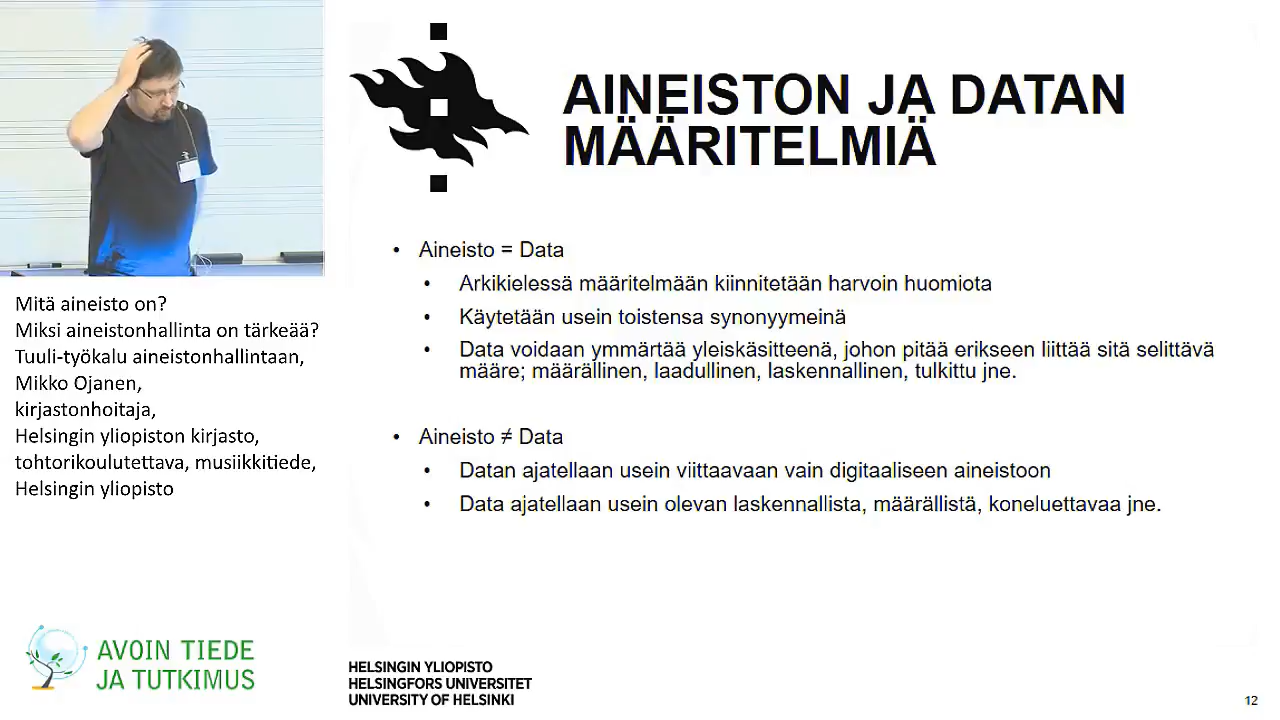 AINEISTON JA DATAN
MÄÄRITELMIÄ
• Aineisto = Data
• Arkikielessä määritelmään kiinnitetään harvoin huomiota
• Käytetään usein toistensa synonyymeinä
• Data voidaan ymmärtää yleiskäsitteenä, johon pitää erikseen liittää sitä selittävä
määre; määrällinen, laadullinen, laskennallinen, tulkittu jne.
• Aineisto ≠ Data
• Datan ajatellaan usein viittaavaan vain digitaaliseen aineistoon
• Data ajatellaan usein olevan laskennallista, määrällistä, koneluettavaa jne.
Mitä aineisto on?
Miksi aineistonhallinta on tärkeää?
Tuuli-työkalu aineistonhallintaan,
Mikko Ojanen,
kirjastonhoitaja,
Helsingin yliopiston kirjasto,
tohtorikoulutettava, musiikkitiede,
Helsingin yliopisto
AVOIN TIEDE
JA TUTKIMUS
HELSINGIN YLIOPISTO
HELSINGFORS UNIVERSITET
UNIVERSITY OF HELSINKI
12